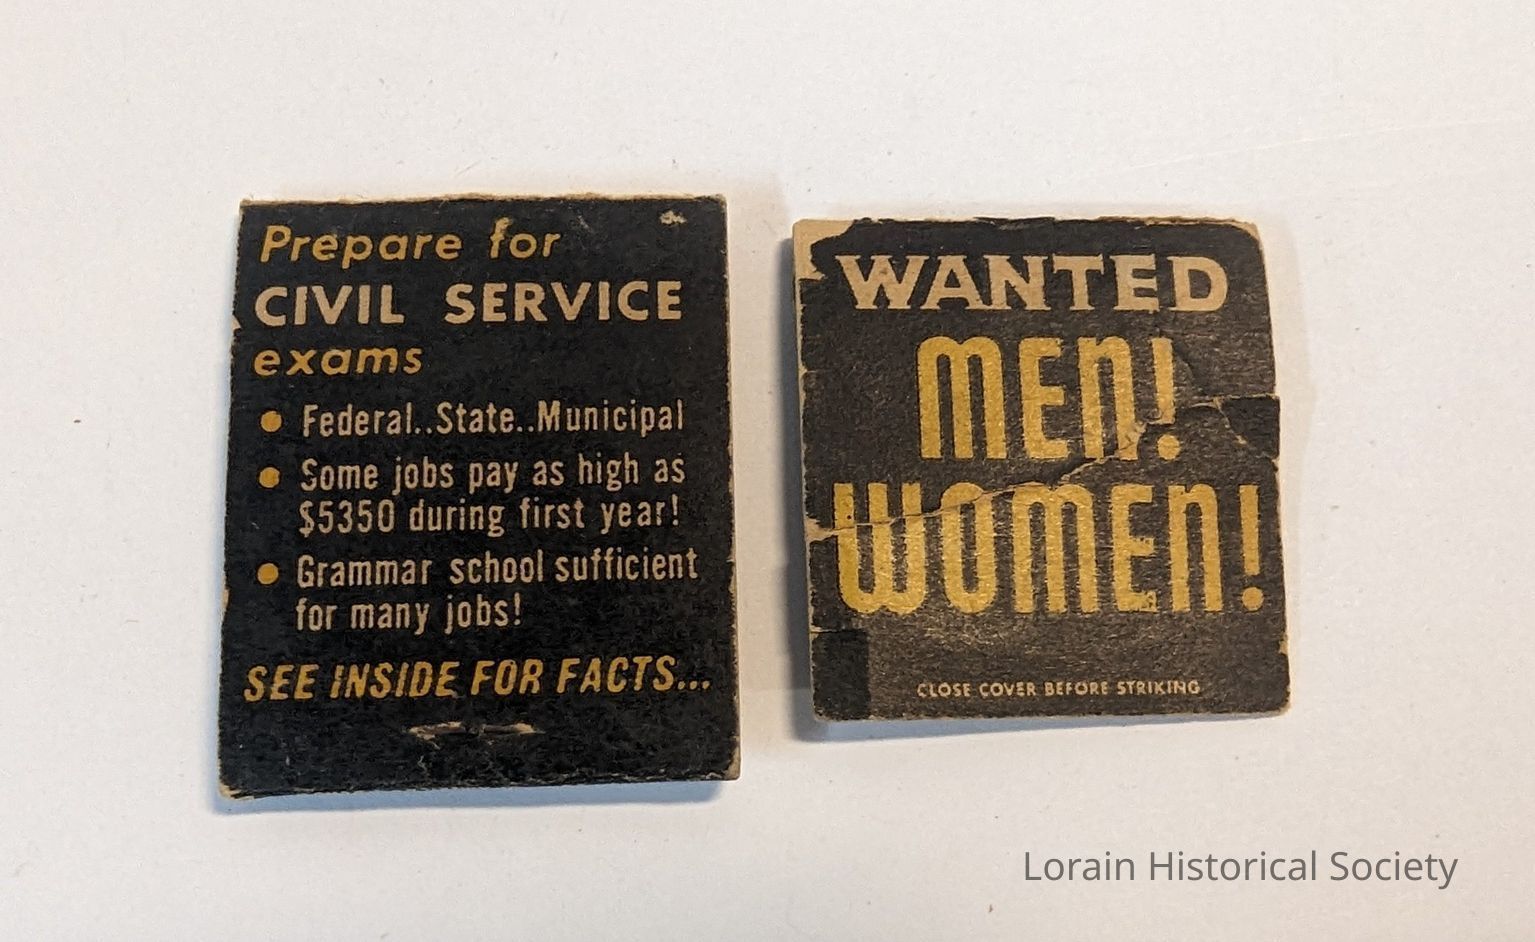 Prepare for
CIVIL SERVICE
exams
● Federal..State..Municipal
● Some jobs pay as high as
$5350 during first year!
● Grammar school sufficient
for many jobs!
SEE INSIDE FOR FACTS...
WANTED
MEN!
WOMEN!
CLOSE COVER BEFORE STRIKING
Lorain Historical Society